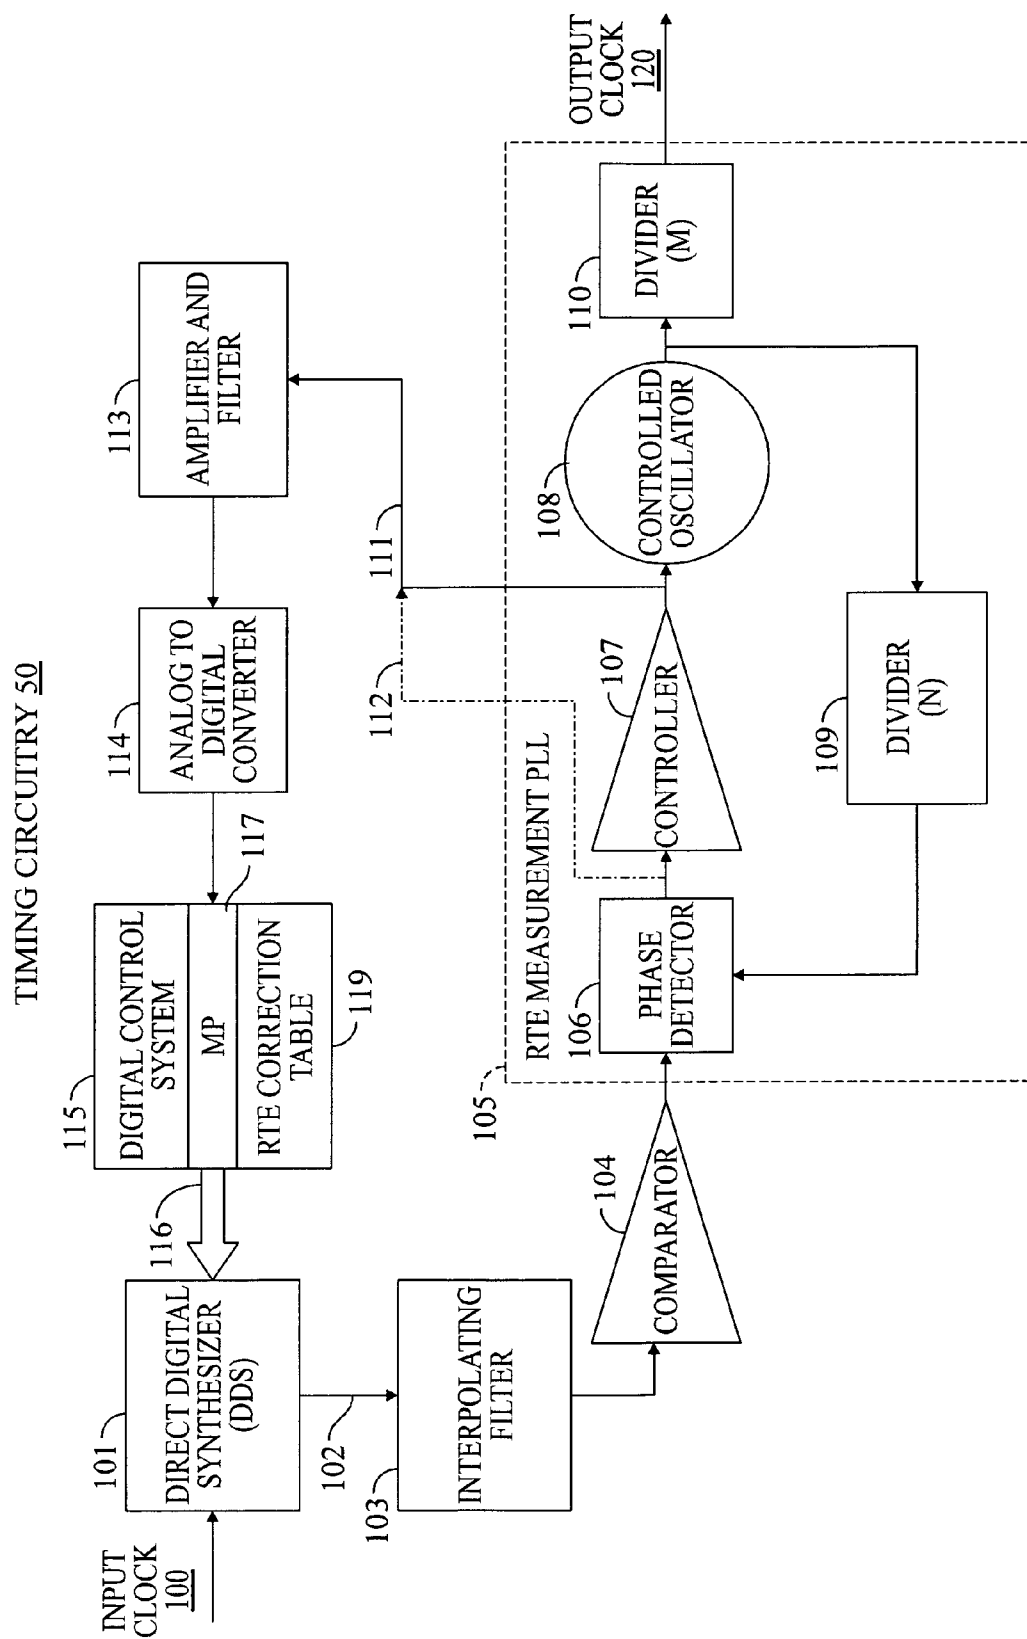 TIMING CIRCUITRY 50
INPUT
CLOCK
100
101
DIRECT DIGITAL
SYNTHESIZER
(DDS)
102
116
115
DIGITAL CONTROL
SYSTEM
MP
117
RTE CORRECTION
TABLE
119
114
ANALOG TO
DIGITAL
CONVERTER
113
AMPLIFIER AND
FILTER
111
112
103
INTERPOLATING
FILTER
104
COMPARATOR
105
RTE MEASUREMENT PLL
106
PHASE
DETECTOR
107
CONTROLLER
108
CONTROLLED
OSCILLATOR
109
DIVIDER
(N)
110
DIVIDER
(M)
OUTPUT
CLOCK
120